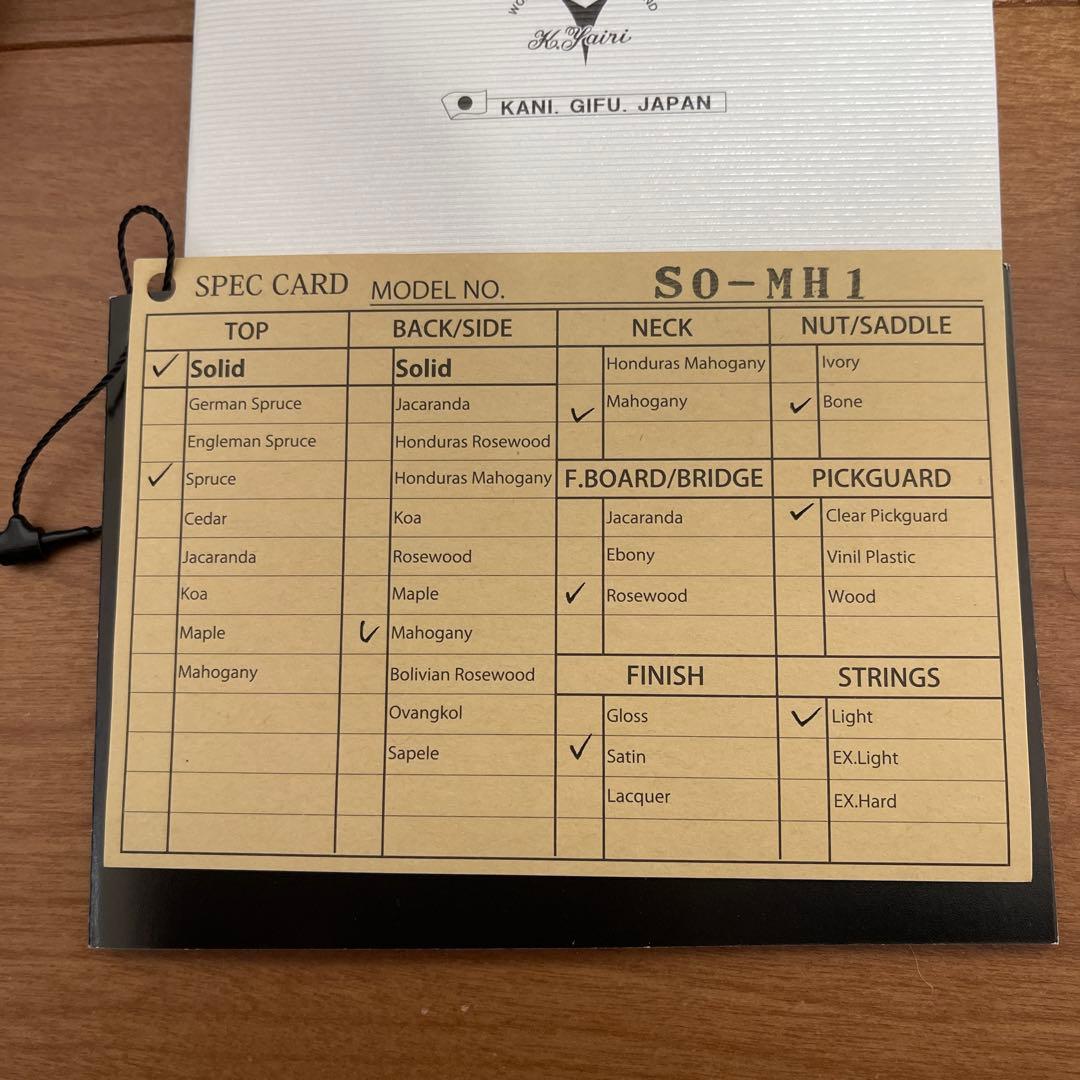 K.Yairi
KANI. GIFU. JAPAN
SPEC CARD MODEL NO. SO-MH1
TOP
✓ Solid
German Spruce
Engleman Spruce
✓ Spruce
Cedar
Jacaranda
Koa
Maple
Mahogany
BACK/SIDE
Solid
Jacaranda
Honduras Rosewood
Honduras Mahogany
Koa
Rosewood
Maple
✓ Mahogany
Bolivian Rosewood
Ovangkol
Sapele
NECK
Honduras Mahogany
✓ Mahogany
F.BOARD/BRIDGE
Jacaranda
Ebony
✓ Rosewood
FINISH
Gloss
✓ Satin
Lacquer
NUT/SADDLE
Ivory
✓ Bone
PICKGUARD
✓ Clear Pickguard
Vinil Plastic
Wood
STRINGS
✓ Light
EX.Light
EX.Hard